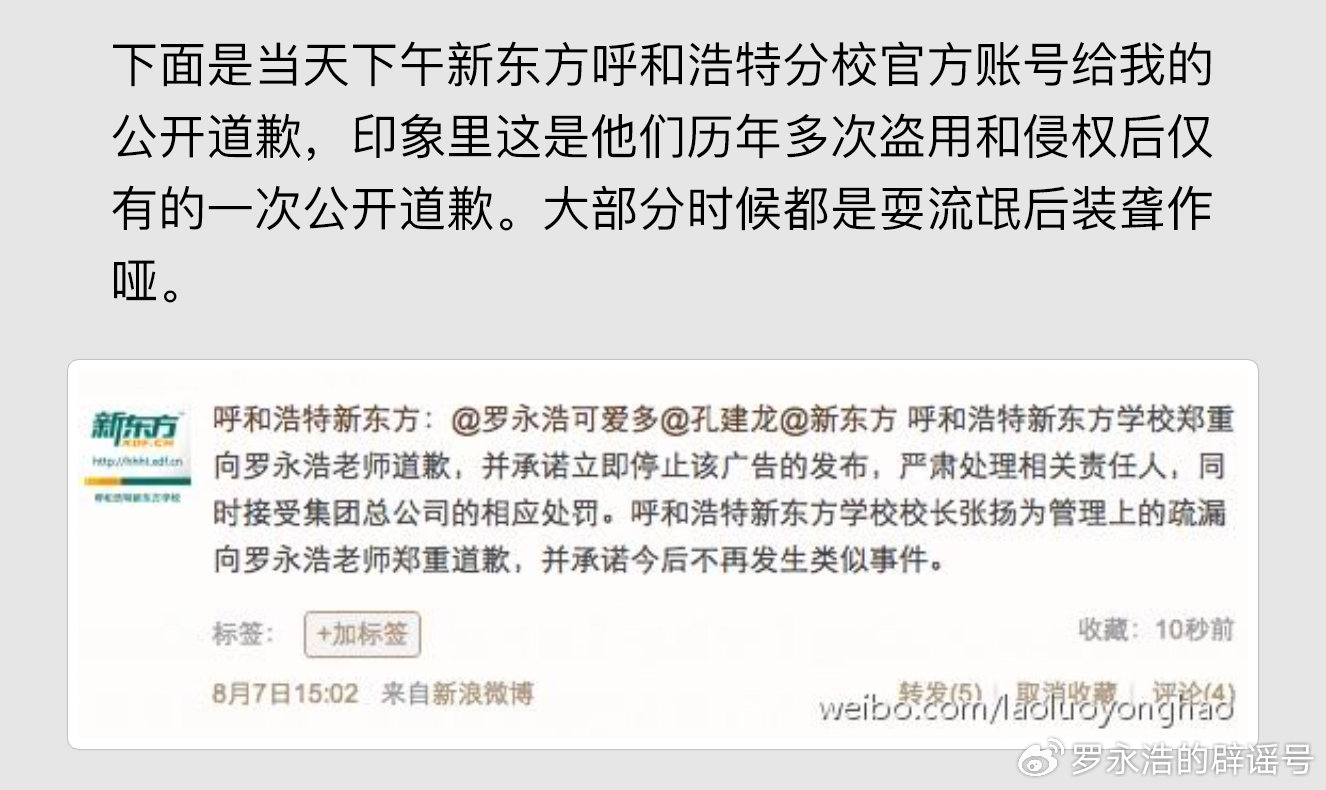 下面是当天下午新东方呼和浩特分校官方账号给我的
公开道歉，印象里这是他们历年多次盗用和侵权后仅
有的一次公开道歉。大部分时候都是耍流氓后装聋作
哑。
新东方
XDF.CN
呼和浩特新东方学校
呼和浩特新东方：@罗永浩可爱多@孔建龙@新东方 呼和浩特新东方学校郑重
向罗永浩老师道歉，并承诺立即停止该广告的发布，严肃处理相关责任人，同
时接受集团总公司的相应处罚。呼和浩特新东方学校校长张扬为管理上的疏漏
向罗永浩老师郑重道歉，并承诺今后不再发生类似事件。
标签： +加标签 收藏：10秒前
8月7日15:02 来自新浪微博 转发(5) | 取消收藏 | 评论(4)
weibo.com/laoluoyonghao
罗永浩的辟谣号